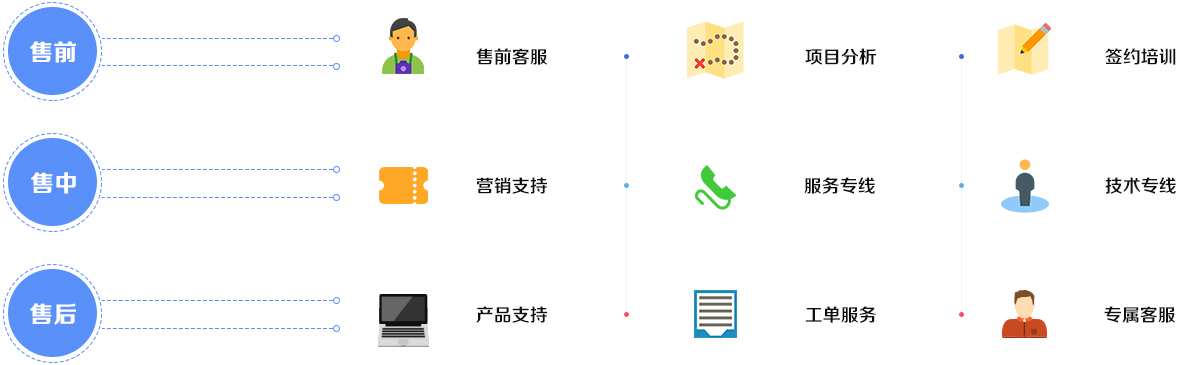 售前
售前客服
项目分析
签约培训
售中
营销支持
服务专线
技术专线
售后
产品支持
工单服务
专属客服